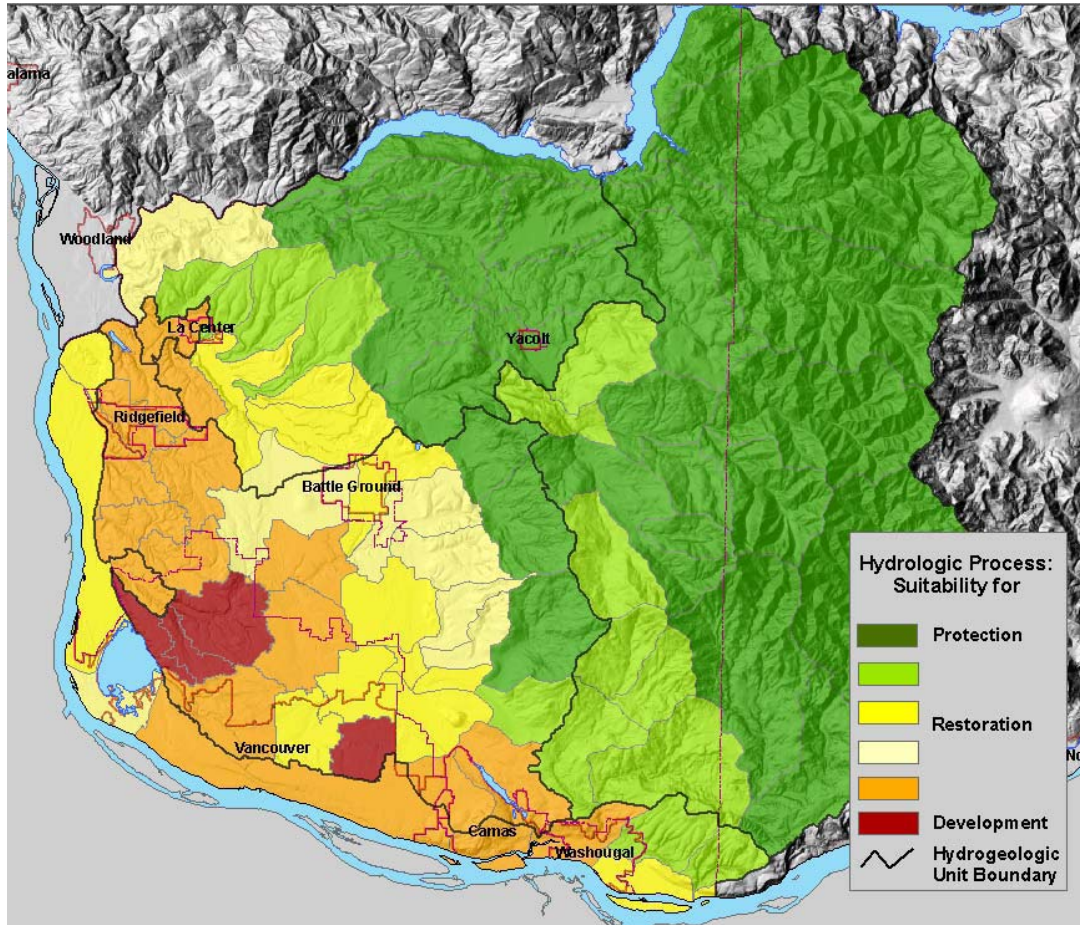 alama
Woodland
La Center
Yacolt
Ridgefield
Battle Ground
Vancouver
Camas
Washougal
No
Hydrologic Process:
Suitability for
Protection
Restoration
Development
Hydrogeologic
Unit Boundary